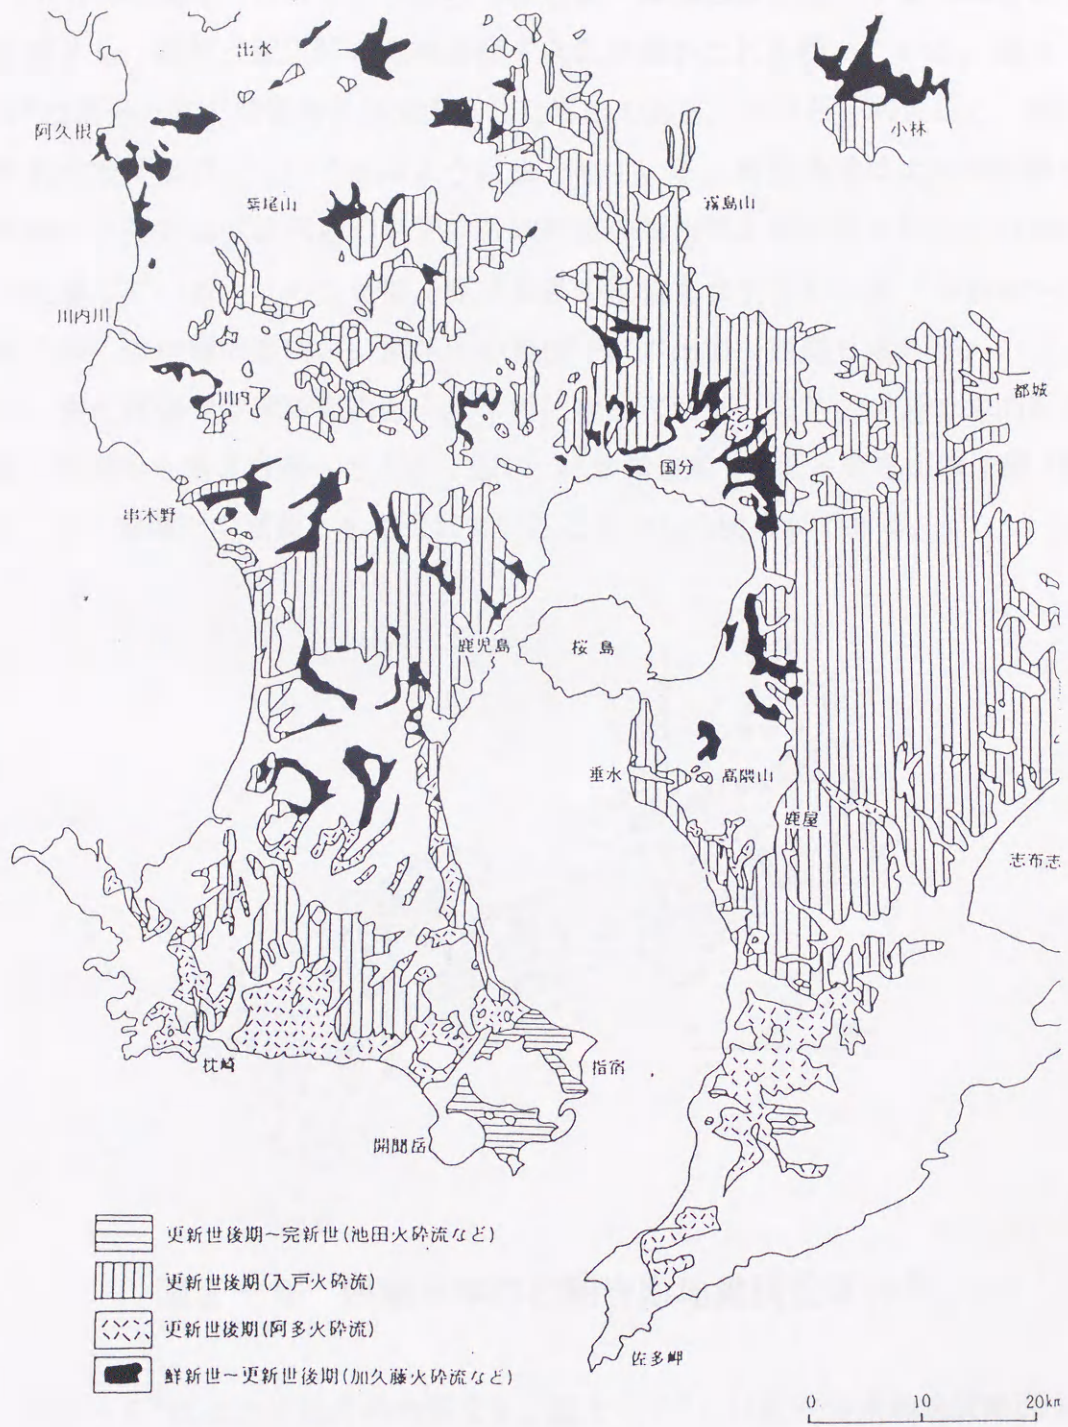 出水
阿久根
小林
紫尾山
霧島山
川内川
川内
都城
国分
串木野
鹿児島
桜島
垂水
高隈山
鹿屋
志布志
枕崎
指宿
開聞岳
更新世後期～完新世(池田火砕流など)
更新世後期(入戸火砕流)
更新世後期(阿多火砕流)
鮮新世～更新世後期(加久藤火砕流など)
佐多岬
0 10 20km